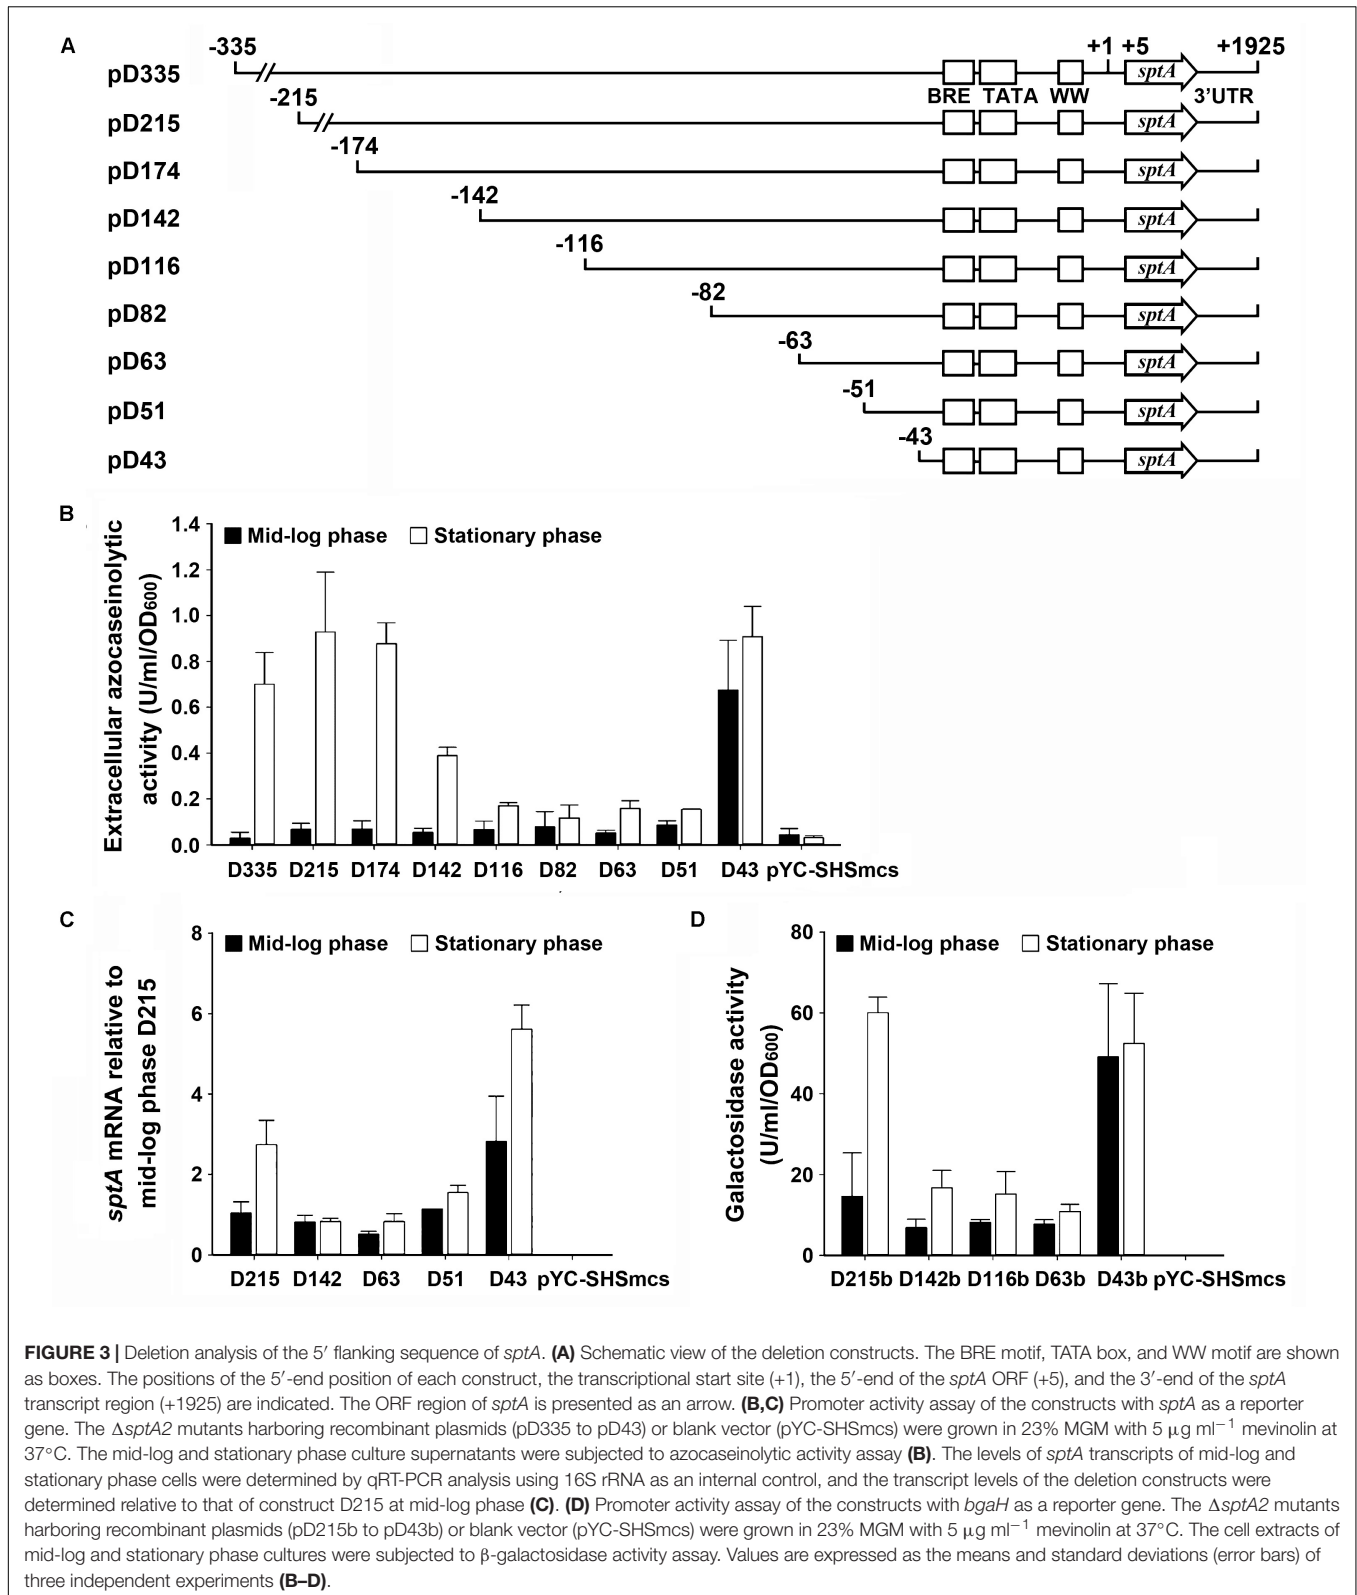 A
-335
+1 +5
+1925
pD335
sptA
BRE TATA WW
3'UTR
-215
pD215
sptA
-174
pD174
sptA
-142
pD142
sptA
-116
pD116
sptA
-82
pD82
sptA
-63
pD63
sptA
-51
pD51
sptA
-43
pD43
sptA
B
Extracellular azocaseinolytic
activity (U/ml/OD600)
Mid-log phase
Stationary phase
1.4
1.2
1.0
0.8
0.6
0.4
0.2
0.0
D335 D215 D174 D142 D116 D82 D63 D51 D43 pYC-SHSmcs
C
sptA mRNA relative to
mid-log phase D215
Mid-log phase
Stationary phase
8
6
4
2
0
D215 D142 D63 D51 D43 pYC-SHSmcs
D
Galactosidase activity
(U/ml/OD600)
Mid-log phase
Stationary phase
80
60
40
20
0
D215b D142b D116b D63b D43b pYC-SHSmcs
FIGURE 3 | Deletion analysis of the 5′ flanking sequence of sptA. (A) Schematic view of the deletion constructs. The BRE motif, TATA box, and WW motif are shown
as boxes. The positions of the 5′-end position of each construct, the transcriptional start site (+1), the 5′-end of the sptA ORF (+5), and the 3′-end of the sptA
transcript region (+1925) are indicated. The ORF region of sptA is presented as an arrow. (B,C) Promoter activity assay of the constructs with sptA as a reporter
gene. The ΔsptA2 mutants harboring recombinant plasmids (pD335 to pD43) or blank vector (pYC-SHSmcs) were grown in 23% MGM with 5 μg ml−1 mevinolin at
37°C. The mid-log and stationary phase culture supernatants were subjected to azocaseinolytic activity assay (B). The levels of sptA transcripts of mid-log and
stationary phase cells were determined by qRT-PCR analysis using 16S rRNA as an internal control, and the transcript levels of the deletion constructs were
determined relative to that of construct D215 at mid-log phase (C). (D) Promoter activity assay of the constructs with bgaH as a reporter gene. The ΔsptA2 mutants
harboring recombinant plasmids (pD215b to pD43b) or blank vector (pYC-SHSmcs) were grown in 23% MGM with 5 μg ml−1 mevinolin at 37°C. The cell extracts of
mid-log and stationary phase cultures were subjected to β-galactosidase activity assay. Values are expressed as the means and standard deviations (error bars) of
three independent experiments (B–D).